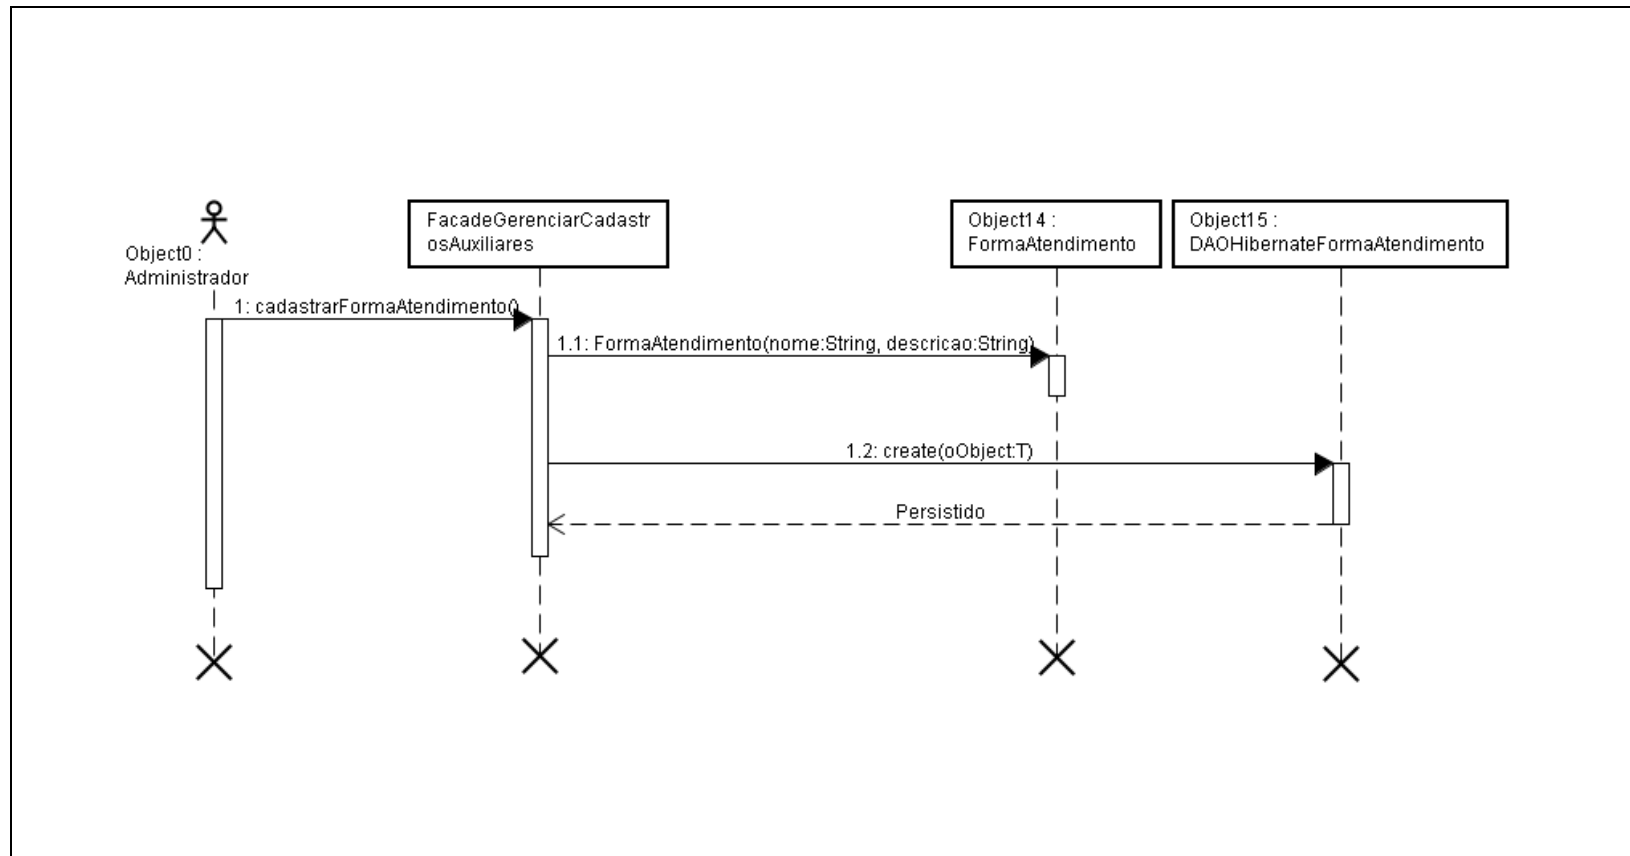 Object0 :
Administrador
FacadeGerenciarCadastr
osAuxiliares
Object14 :
FormaAtendimento
Object15 :
DAOHibernateFormaAtendimento
1: cadastrarFormaAtendimento()
1.1: FormaAtendimento(nome:String, descricao:String)
1.2: create(oObject:T)
Persistido